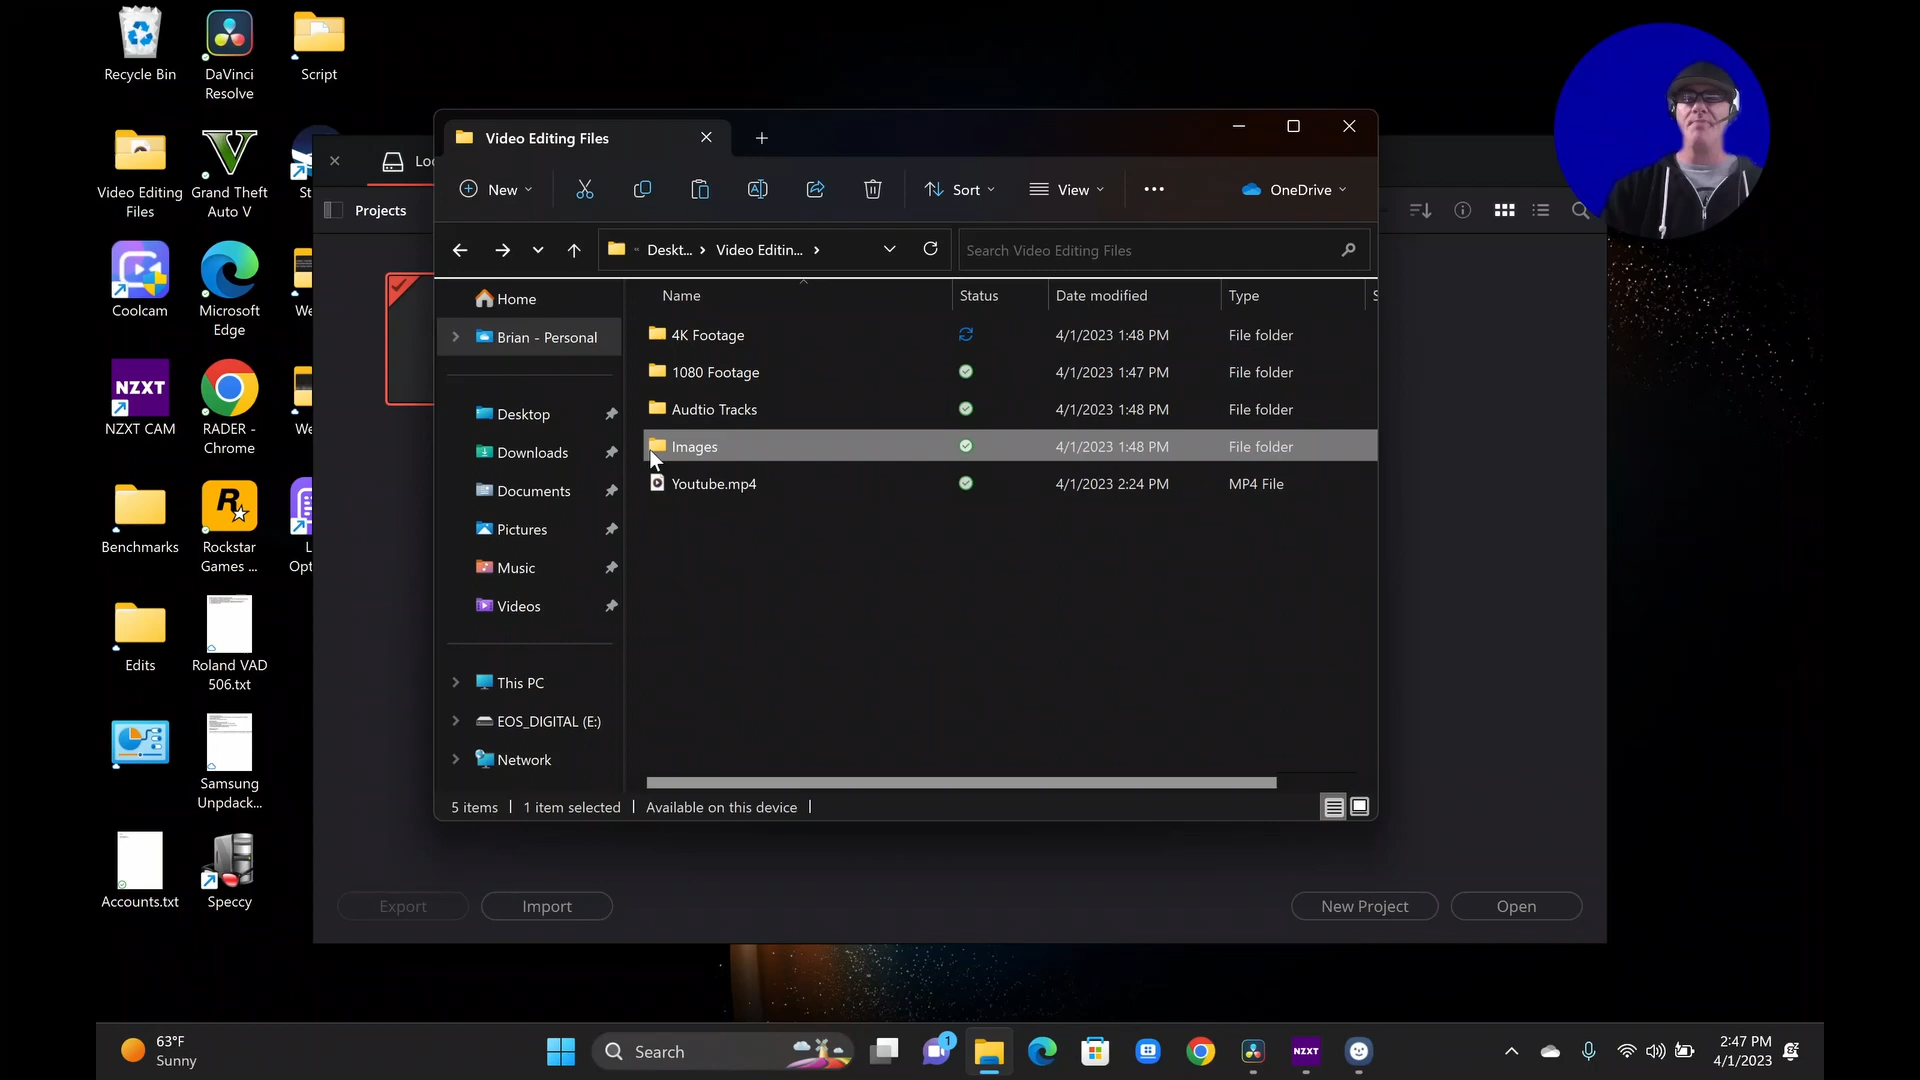 Recycle Bin
DaVinci
Resolve
Script
Video Editing
Files
Grand Theft
Auto V
St
Coolcam
Microsoft
Edge
We
NZXT
NZXT CAM
RADER -
Chrome
We
Benchmarks
Rockstar
Games ...
L
Opt
Edits
Roland VAD
506.txt
Samsung
Unpdack...
Accounts.txt
Speccy
Loc
Projects
Export
Import
New Project
Open
Video Editing Files
New
Sort
View
OneDrive
Deskt...
Video Editin...
Search Video Editing Files
Home
Brian - Personal
Desktop
Downloads
Documents
Pictures
Music
Videos
This PC
EOS_DIGITAL (E:)
Network
Name Status Date modified Type S
4K Footage 4/1/2023 1:48 PM File folder
1080 Footage 4/1/2023 1:47 PM File folder
Audtio Tracks 4/1/2023 1:48 PM File folder
Images 4/1/2023 1:48 PM File folder
Youtube.mp4 4/1/2023 2:24 PM MP4 File
5 items 1 item selected Available on this device
63°F
Sunny
Search
1
NZXT
2:47 PM
4/1/2023